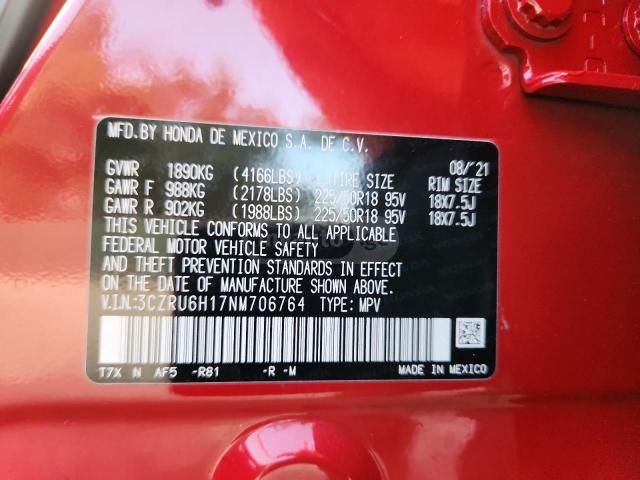 MFD.BY HONDA DE MEXICO S.A. DE C.V.
GVWR 1890KG (4166LBS) TIRE SIZE 08/'21
GAWR F 988KG (2178LBS) 225/50R18 95V RIM SIZE 18X7.5J
GAWR R 902KG (1988LBS) 225/50R18 95V 18X7.5J
THIS VEHICLE CONFORMS TO ALL APPLICABLE
FEDERAL MOTOR VEHICLE SAFETY
AND THEFT PREVENTION STANDARDS IN EFFECT
ON THE DATE OF MANUFACTURE SHOWN ABOVE.
V.I.N.:3CZRU6H17NM706764 TYPE: MPV
T7X N AF5 -R81 -R -M MADE IN MEXICO